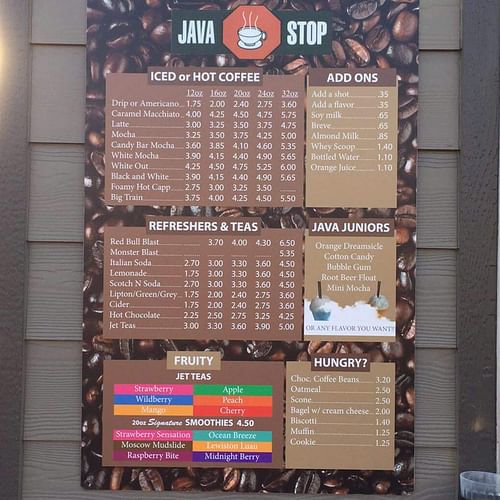 JAVA STOP
ICED or HOT COFFEE
12oz 16oz 20oz 24oz 32oz
Drip or Americano 1.75 2.00 2.40 2.75 3.60
Caramel Macchiato 4.00 4.25 4.50 4.75 5.75
Latte 3.00 3.25 3.50 3.75 4.75
Mocha 3.25 3.50 3.75 4.25 5.00
Candy Bar Mocha 3.60 3.85 4.10 4.60 5.35
White Mocha 3.90 4.15 4.40 4.90 5.65
White Out 4.25 4.50 4.75 5.25 6.00
Black and White 3.90 4.15 4.40 4.90 5.65
Foamy Hot Capp 2.75 3.00 3.25 3.50
Big Train 3.75 4.00 4.25 4.50 5.50
ADD ONS
Add a shot .35
Add a flavor .35
Soy milk .65
Breve .65
Almond Milk .85
Whey Scoop 1.40
Bottled Water 1.10
Orange Juice 1.10
REFRESHERS & TEAS
Red Bull Blast 3.70 4.00 4.30 6.50
Monster Blast 5.35
Italian Soda 2.70 3.00 3.30 3.60 4.50
Lemonade 1.75 3.00 3.30 3.60 4.50
Scotch N Soda 2.70 3.00 3.30 3.60 4.50
Lipton/Green/Grey 1.75 2.00 2.40 2.75 3.60
Cider 1.75 2.00 2.40 2.75 3.60
Hot Chocolate 2.25 2.50 2.75 3.25 4.25
Jet Teas 3.00 3.30 3.60 3.90 5.00
JAVA JUNIORS
Orange Dreamsicle
Cotton Candy
Bubble Gum
Root Beer Float
Mini Mocha
OR ANY FLAVOR YOU WANT!
FRUITY
JET TEAS
Strawberry Apple
Wildberry Peach
Mango Cherry
20oz Signature SMOOTHIES 4.50
Strawberry Sensation Ocean Breeze
Moscow Mudslide Lewiston Luau
Raspberry Bite Midnight Berry
HUNGRY?
Choc. Coffee Beans 3.20
Oatmeal 2.50
Scone 2.50
Bagel w/ cream cheese 2.00
Biscotti 1.40
Muffin 1.25
Cookie 1.25